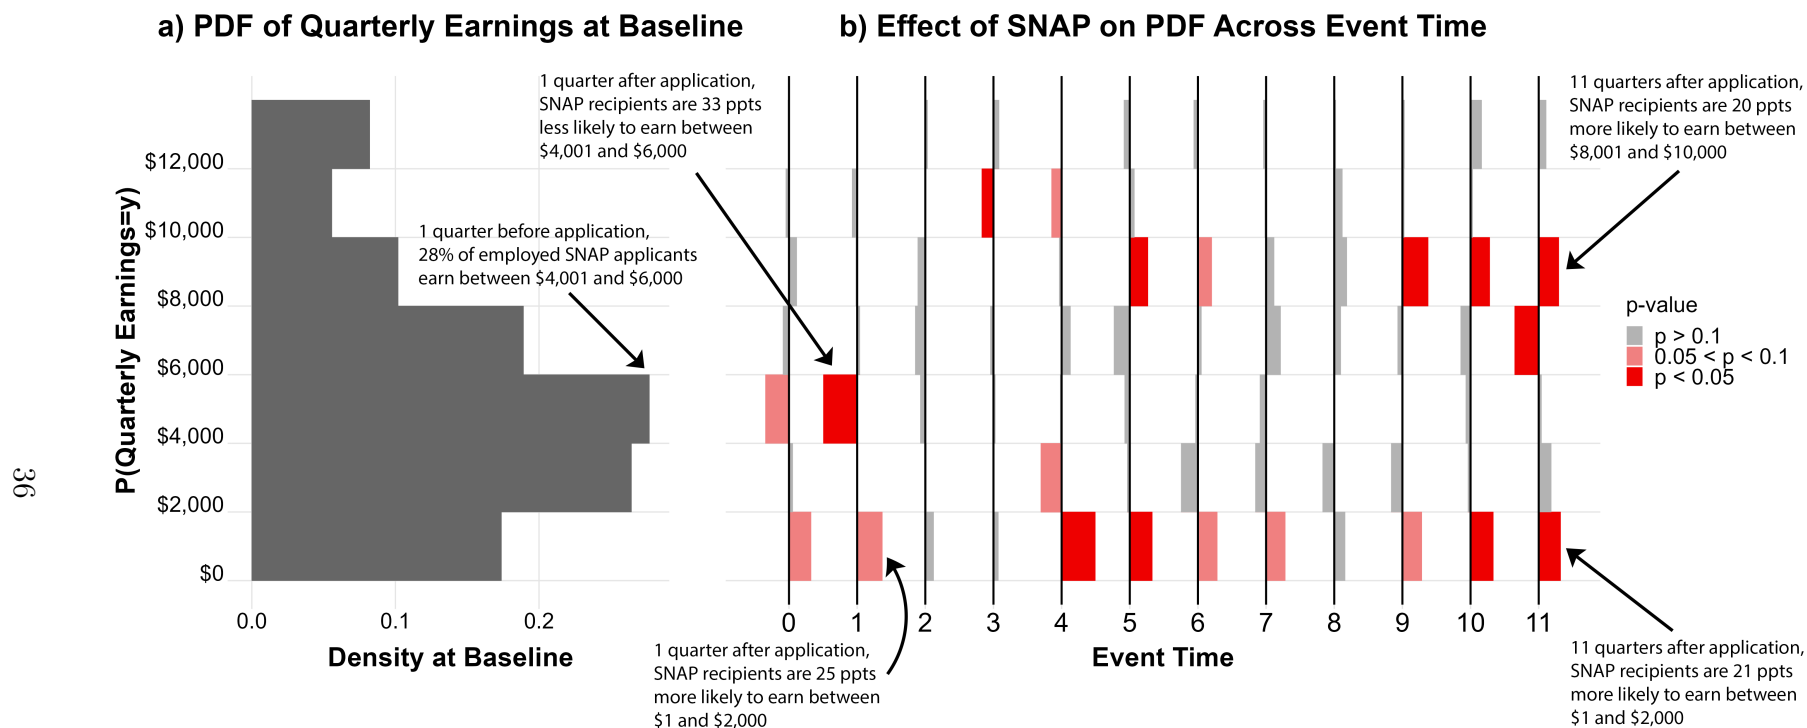 a) PDF of Quarterly Earnings at Baseline
b) Effect of SNAP on PDF Across Event Time
1 quarter after application,
SNAP recipients are 33 ppts
less likely to earn between
$4,001 and $6,000
11 quarters after application,
SNAP recipients are 20 ppts
more likely to earn between
$8,001 and $10,000
1 quarter before application,
28% of employed SNAP applicants
earn between $4,001 and $6,000
P(Quarterly Earnings=y)
$12,000
$10,000
$8,000
$6,000
$4,000
$2,000
$0
0.0 0.1 0.2
Density at Baseline
0 1 2 3 4 5 6 7 8 9 10 11
Event Time
p-value
p > 0.1
0.05 < p < 0.1
p < 0.05
1 quarter after application,
SNAP recipients are 25 ppts
more likely to earn between
$1 and $2,000
11 quarters after application,
SNAP recipients are 21 ppts
more likely to earn between
$1 and $2,000
36